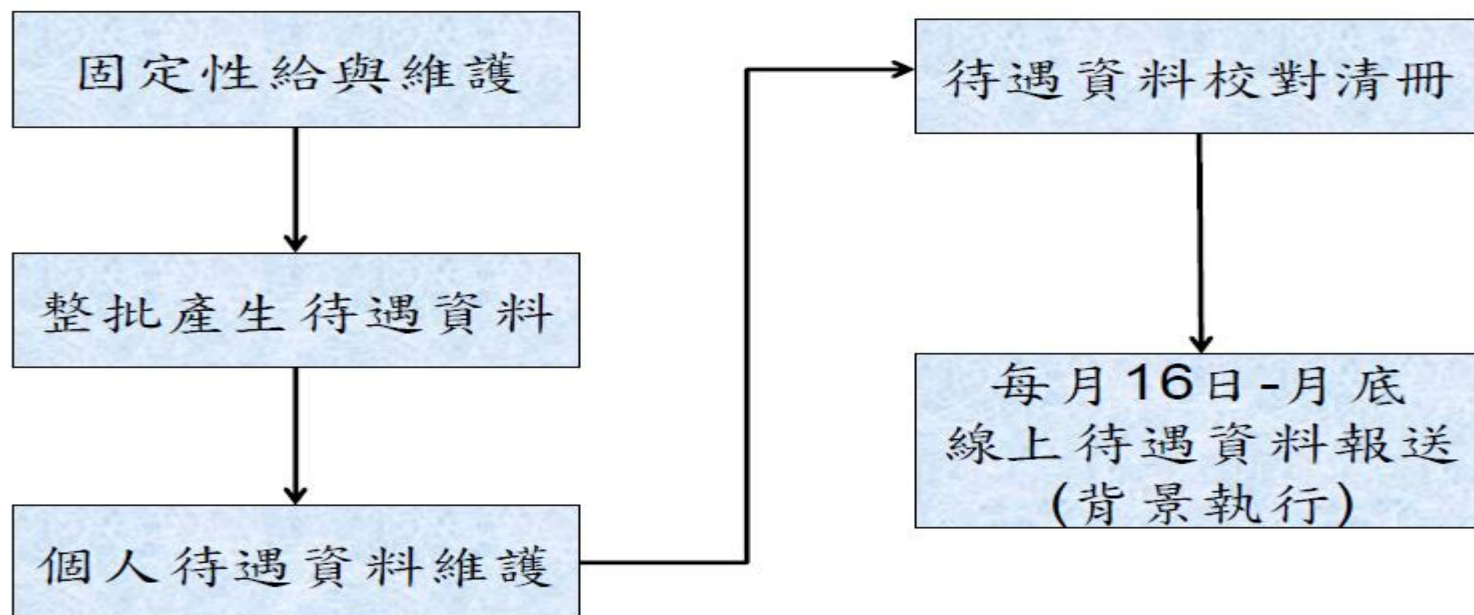 固定性給與維護
整批產生待遇資料
個人待遇資料維護
待遇資料校對清冊
每月16日-月底
線上待遇資料報送
(背景執行)